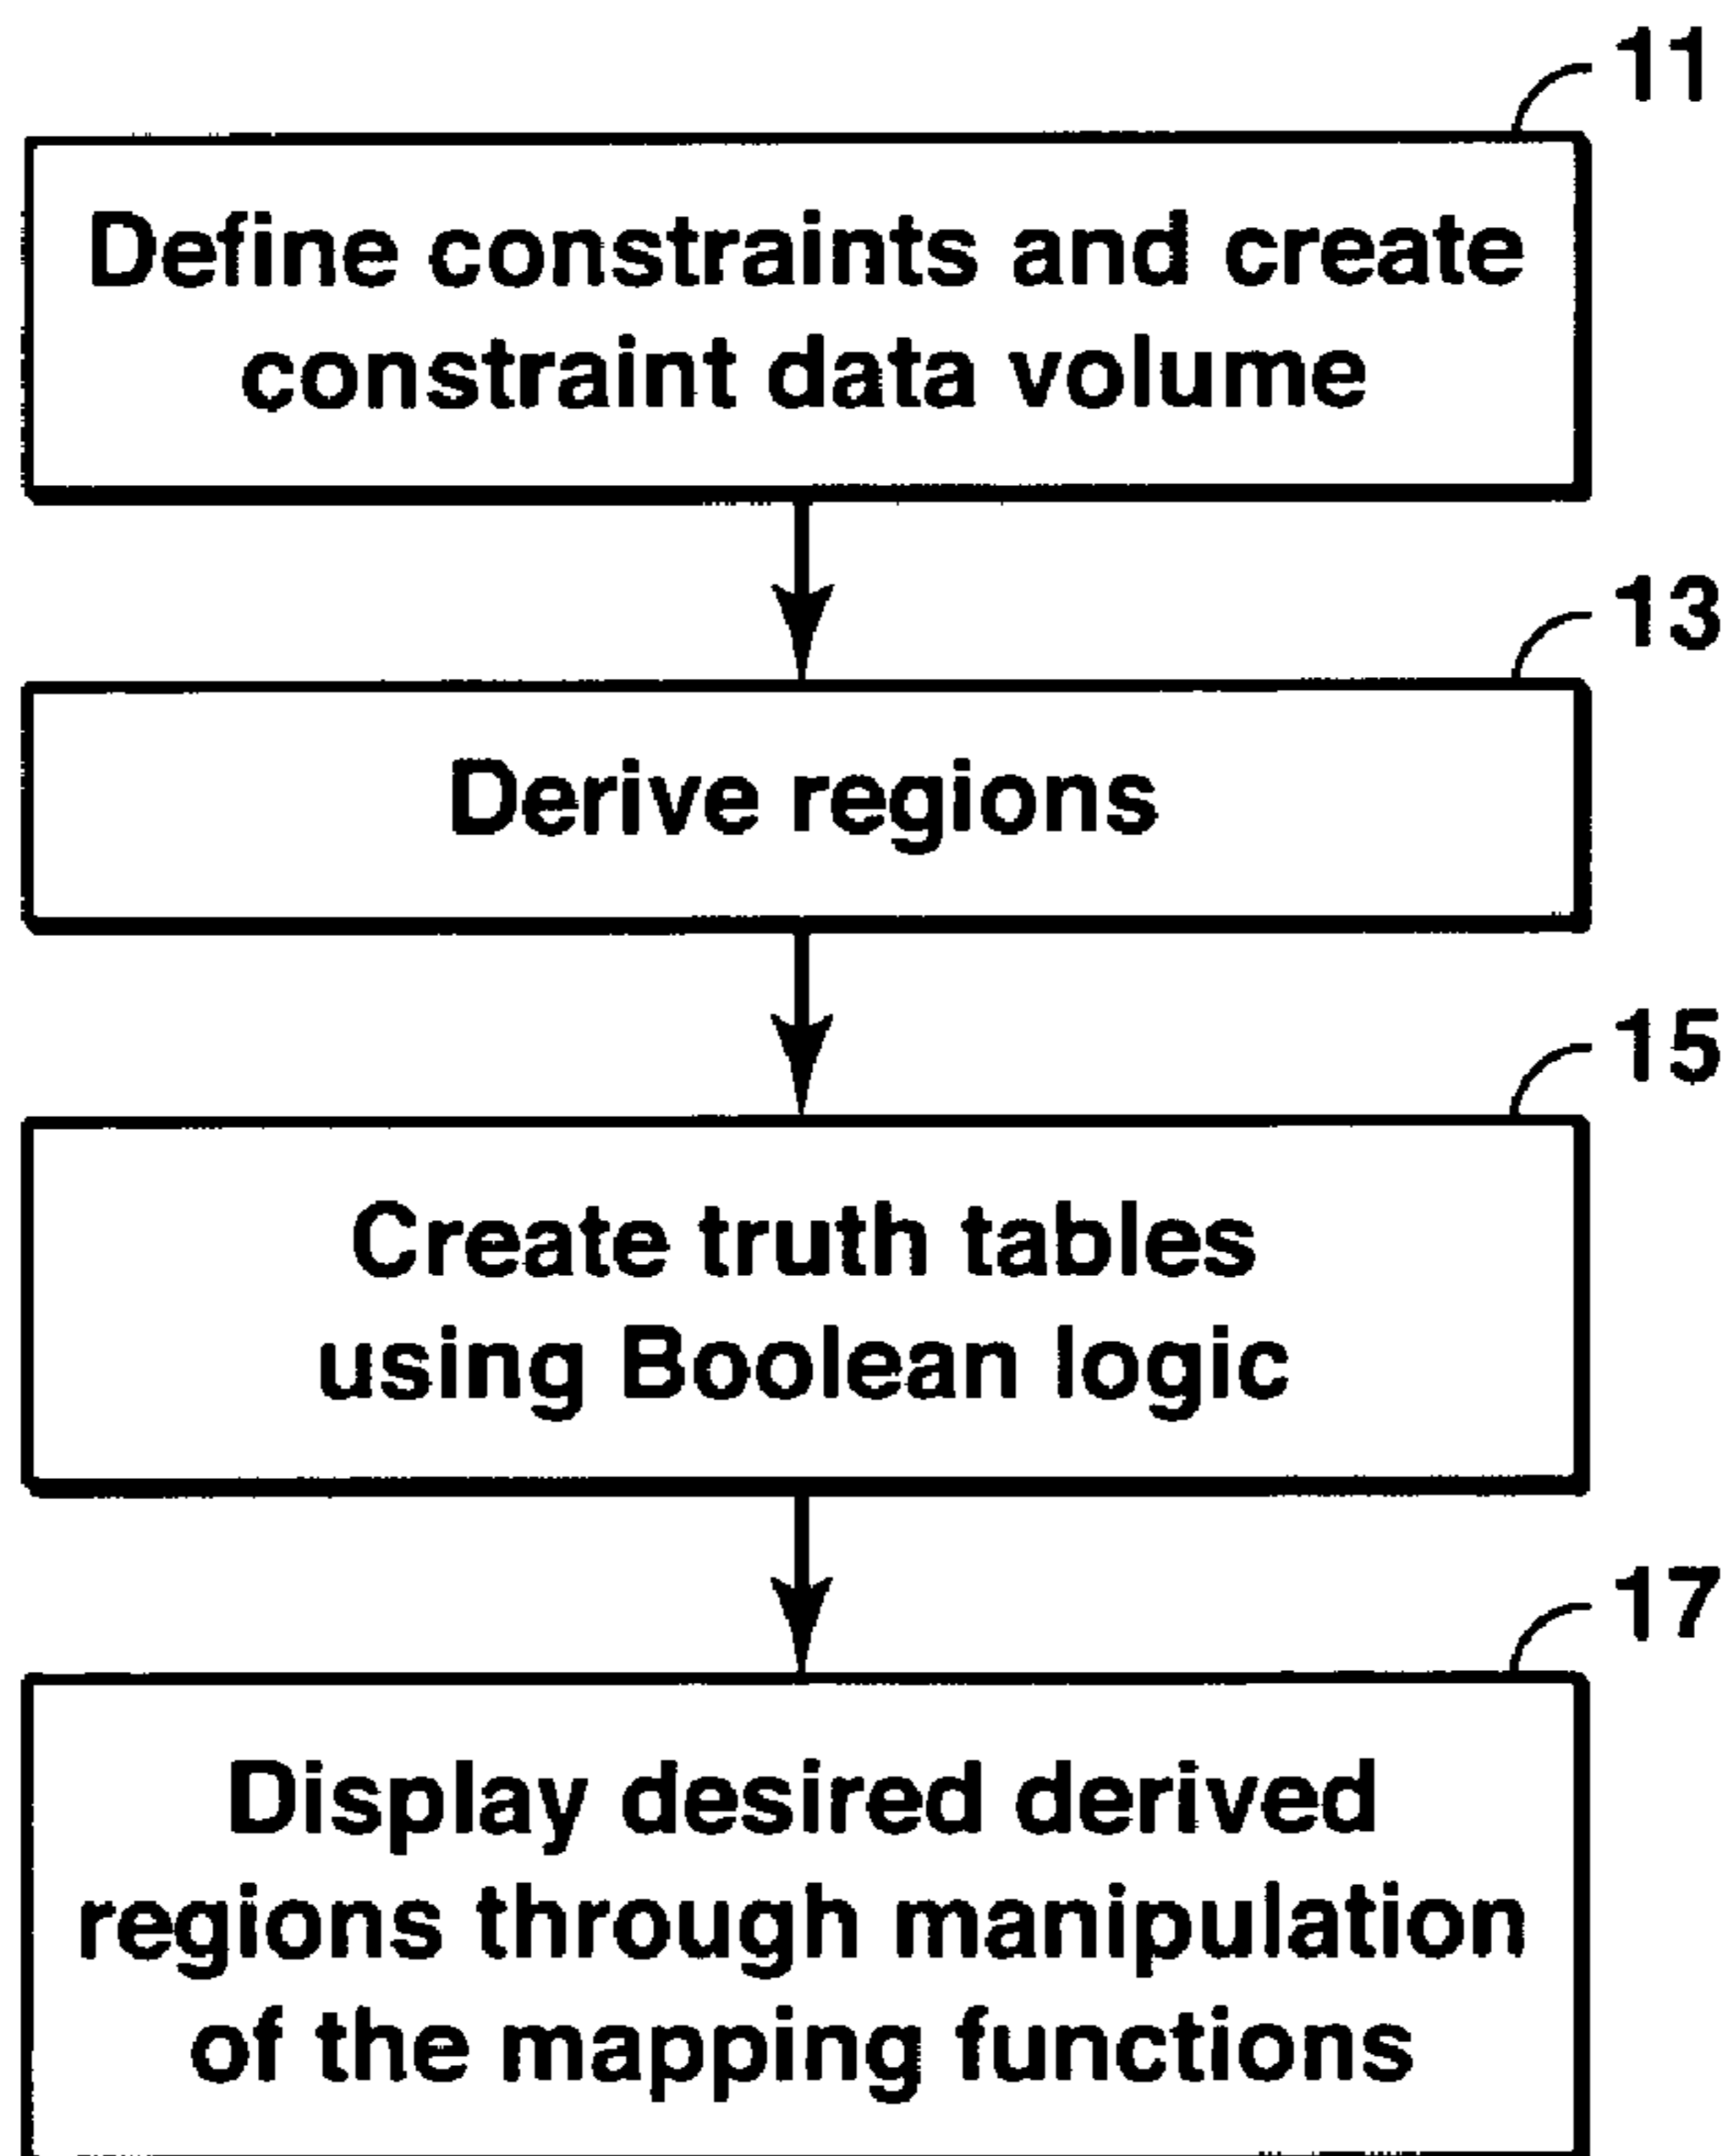 11
Define constraints and create
constraint data volume
13
Derive regions
15
Create truth tables
using Boolean logic
17
Display desired derived
regions through manipulation
of the mapping functions